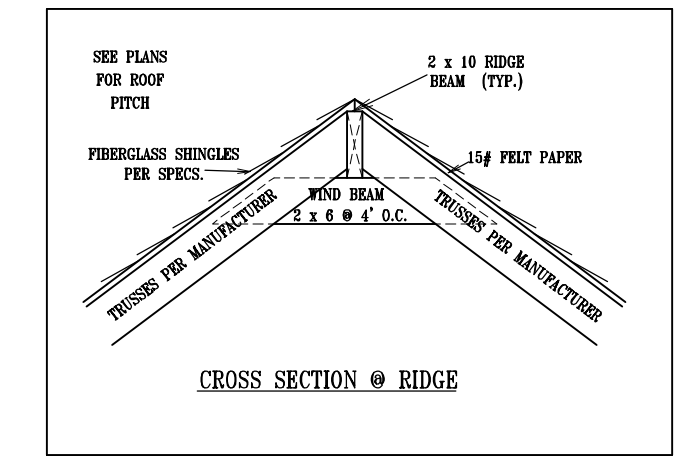 SEE PLANS
FOR ROOF
PITCH
2 x 10 RIDGE
BEAM (TYP.)
FIBERGLASS SHINGLES
PER SPECS.
15# FELT PAPER
WIND BEAM
2 x 6 @ 4' O.C.
TRUSSES PER MANUFACTURER
TRUSSES PER MANUFACTURER
CROSS SECTION @ RIDGE